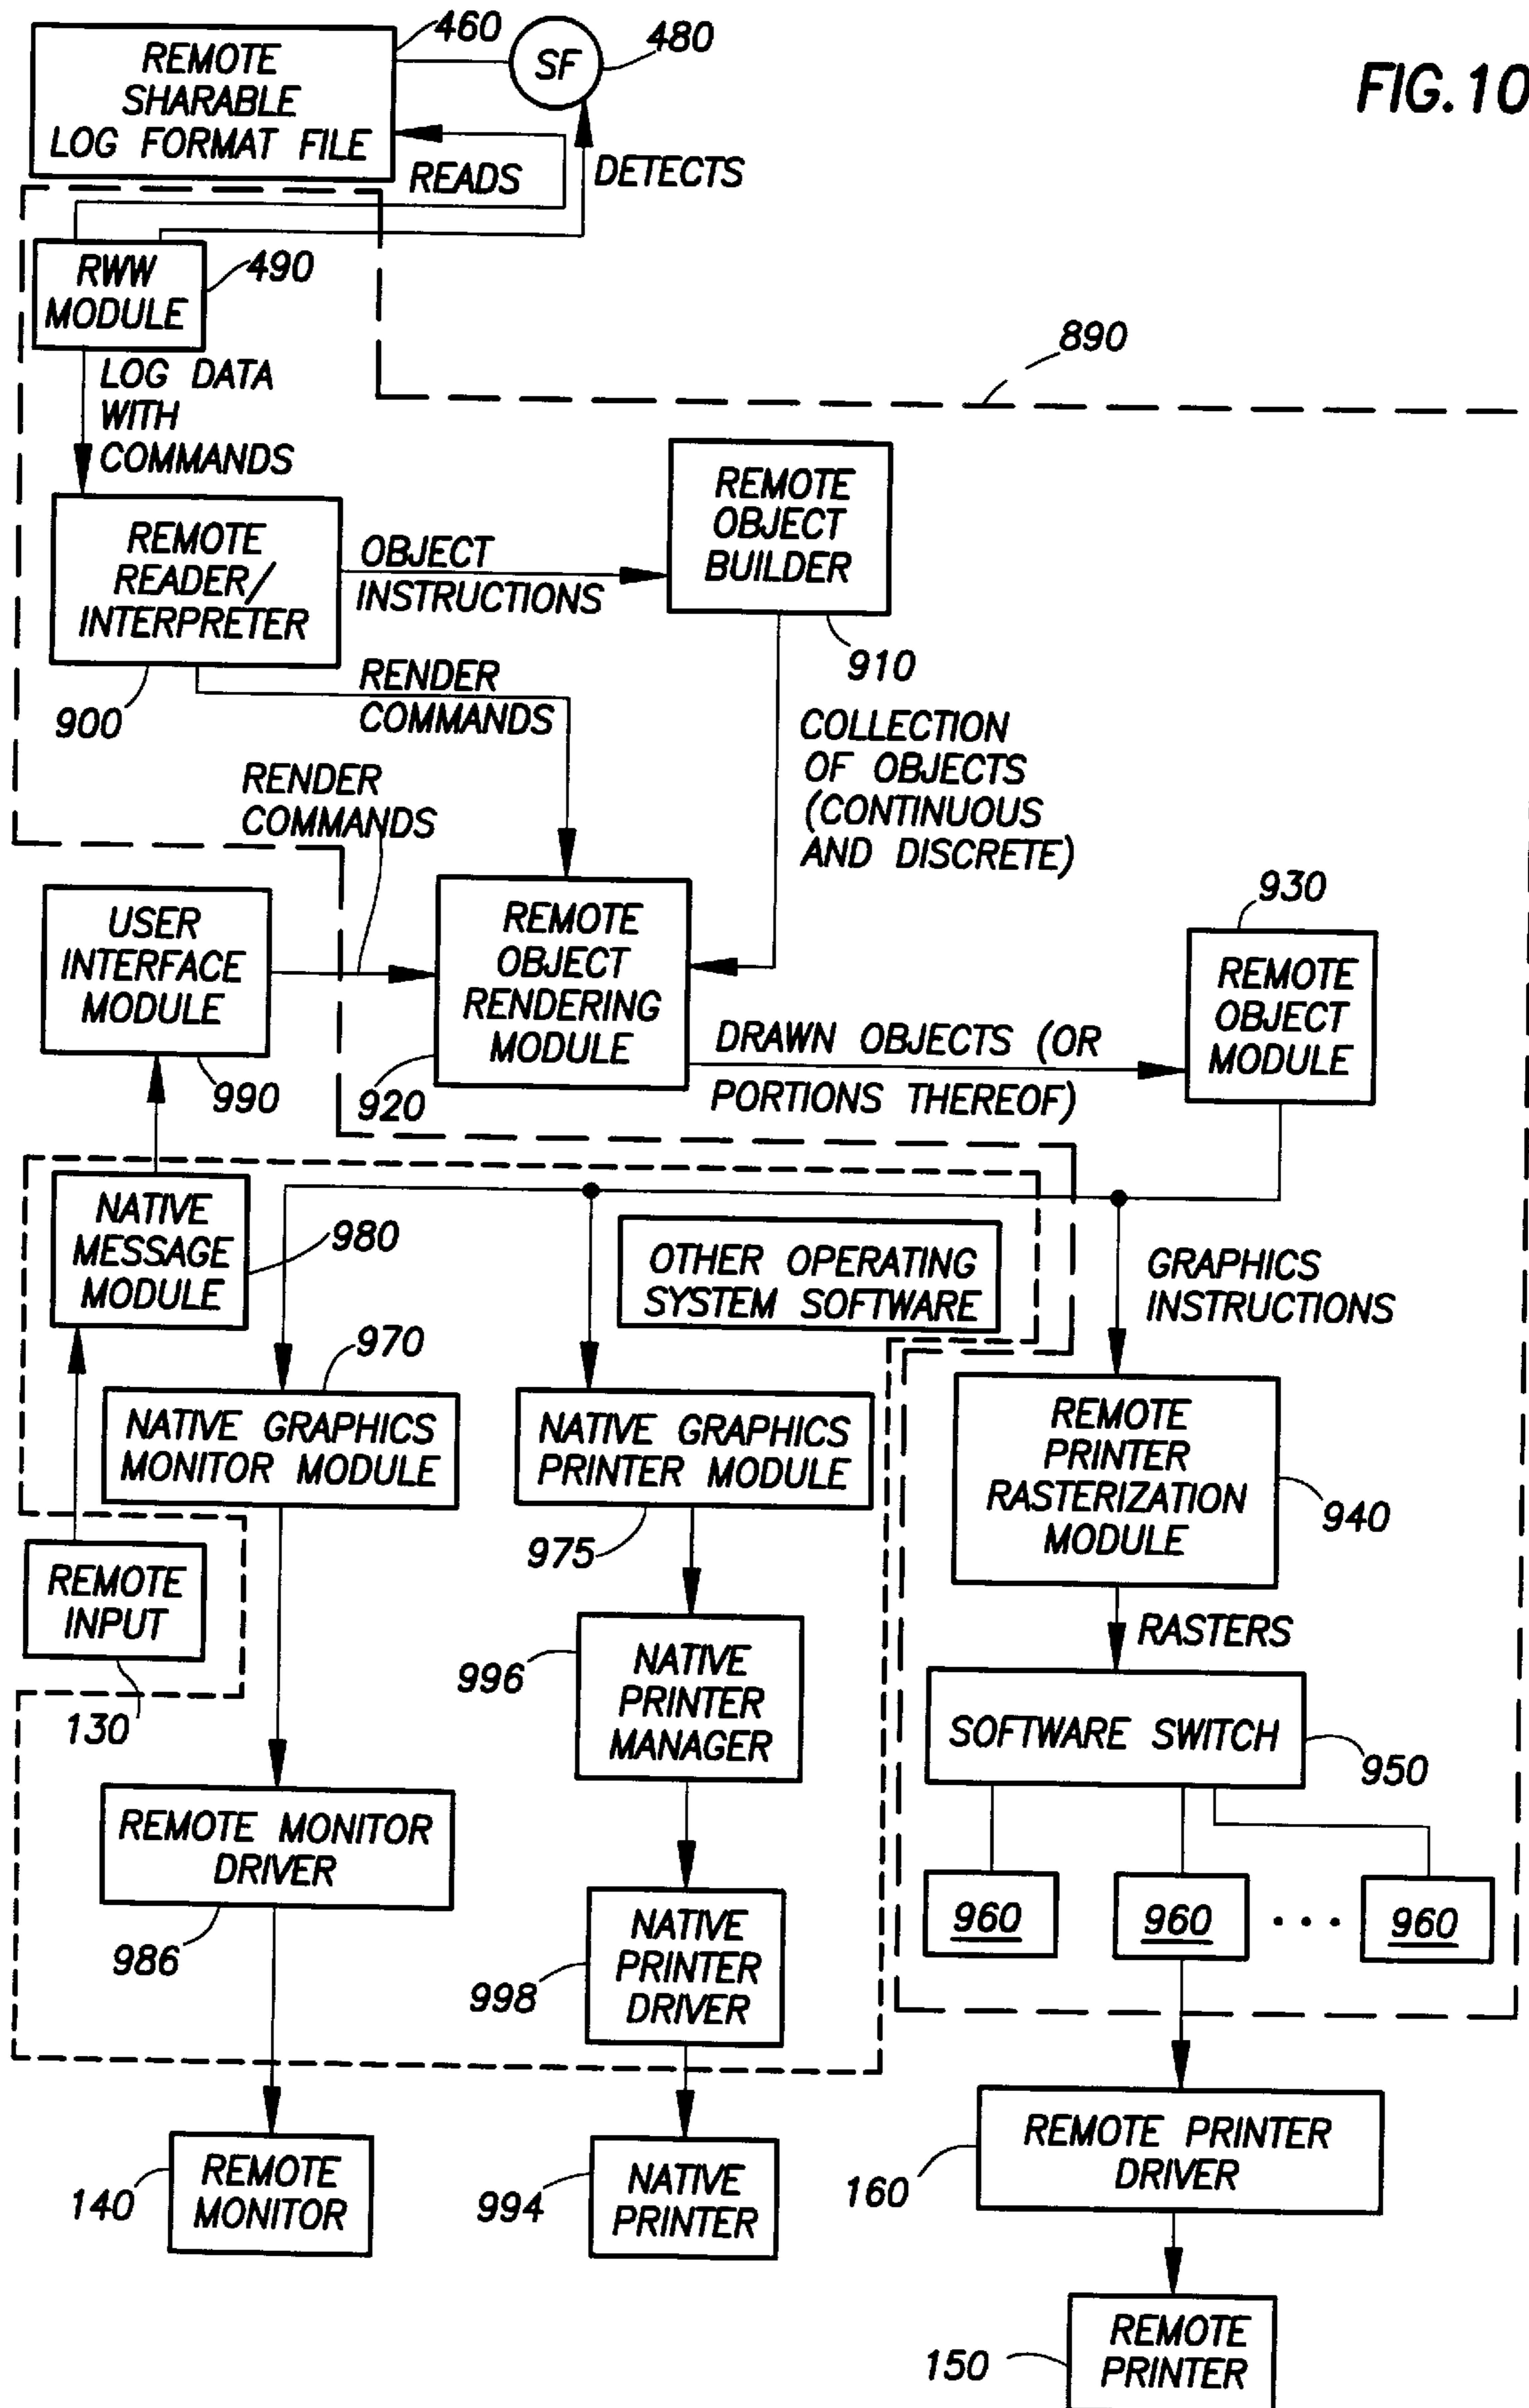 FIG.10
REMOTE
SHARABLE
LOG FORMAT FILE
460
SF
480
READS
DETECTS
RWW
MODULE
490
LOG DATA
WITH
COMMANDS
890
REMOTE
READER/
INTERPRETER
900
OBJECT
INSTRUCTIONS
REMOTE
OBJECT
BUILDER
910
RENDER
COMMANDS
COLLECTION
OF OBJECTS
(CONTINUOUS
AND DISCRETE)
RENDER
COMMANDS
USER
INTERFACE
MODULE
990
REMOTE
OBJECT
RENDERING
MODULE
920
DRAWN OBJECTS (OR
PORTIONS THEREOF)
930
REMOTE
OBJECT
MODULE
NATIVE
MESSAGE
MODULE
980
OTHER OPERATING
SYSTEM SOFTWARE
GRAPHICS
INSTRUCTIONS
970
NATIVE GRAPHICS
MONITOR MODULE
NATIVE GRAPHICS
PRINTER MODULE
975
REMOTE
PRINTER
RASTERIZATION
MODULE
940
REMOTE
INPUT
130
RASTERS
996
NATIVE
PRINTER
MANAGER
SOFTWARE SWITCH
950
REMOTE MONITOR
DRIVER
986
998
NATIVE
PRINTER
DRIVER
960
960
• • •
960
140
REMOTE
MONITOR
994
NATIVE
PRINTER
160
REMOTE PRINTER
DRIVER
150
REMOTE
PRINTER